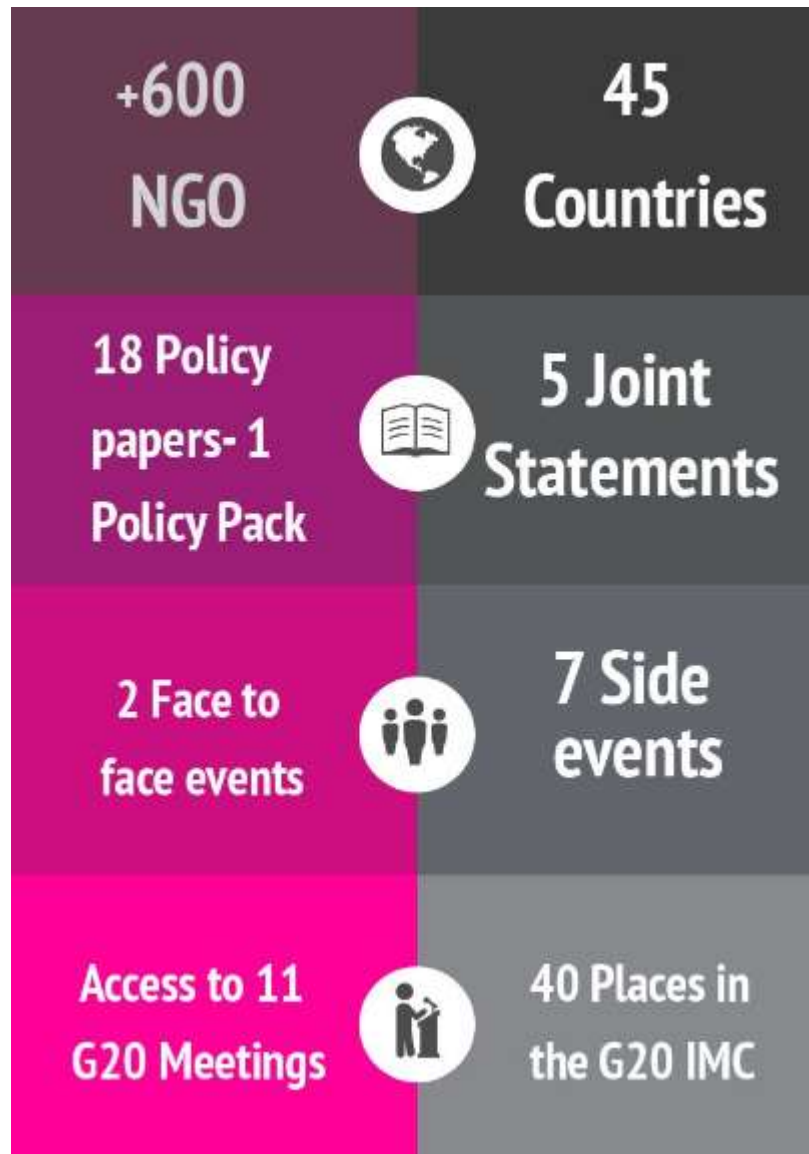 +600
NGO
45
Countries
18 Policy
papers- 1
Policy Pack
5 Joint
Statements
2 Face to
face events
7 Side
events
Access to 11
G20 Meetings
40 Places in
the G20 IMC